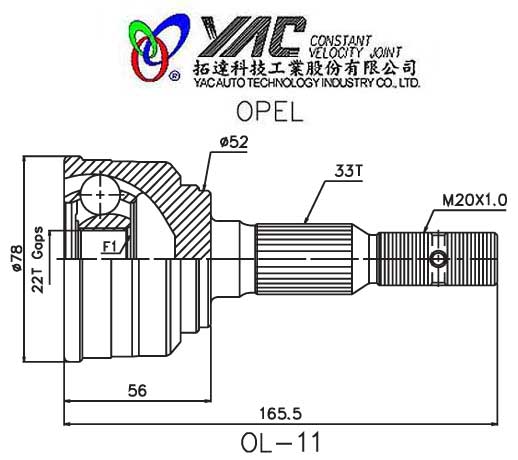 YAC CONSTANT
VELOCITY JOINT
®
拓達科技工業股份有限公司
YAC AUTO TECHNOLOGY INDUSTRY CO., LTD.
OPEL
ø52
33T
M20X1.0
ø78
22T Gaps
F1
56
165.5
OL-11